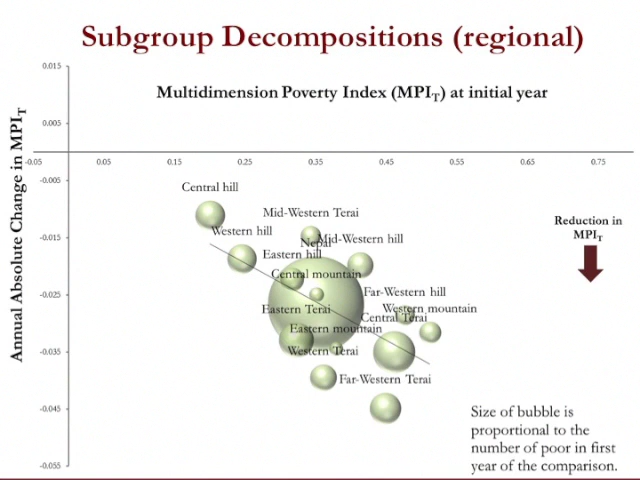 Subgroup Decompositions (regional)
0.015
Multidimension Poverty Index (MPIT) at initial year
0.005
-0.05 0.05 0.15 0.25 0.35 0.45 0.55 0.65 0.75
-0.005
Annual Absolute Change in MPIT
Central hill
Mid-Western Terai
Reduction in
MPIT
Western hill
-0.015
Nepal
Mid-Western hill
Eastern hill
Central mountain
-0.025
Far-Western hill
Eastern Terai
Western mountain
Central Terai
Eastern mountain
-0.035
Western Terai
Far-Western Terai
-0.045
Size of bubble is
proportional to the
number of poor in first
year of the comparison.
-0.055